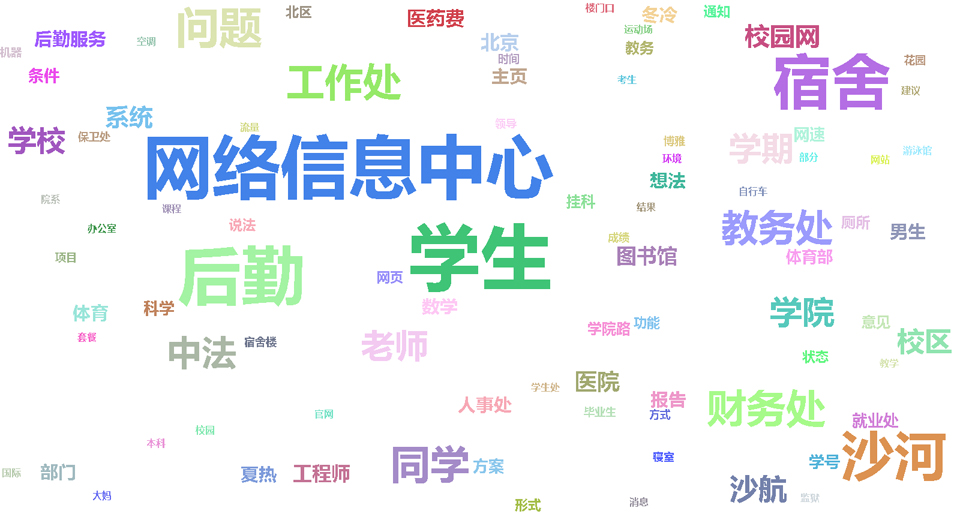 楼门口
北区
问题
医药费
冬冷
通知
运动场
后勤服务
空调
北京
教务
校园网
机器
时间
条件
工作处
主页
考生
宿舍
花园
建议
系统
流量
领导
学校
保卫处
网络信息中心
博雅
学期
网速
环境
部分
网站
游泳馆
想法
自行车
院系
课程
挂科
结果
办公室
说法
学生
教务处
厕所
男生
成绩
项目
后勤
网页
图书馆
体育部
体育
科学
数学
学院
学院路
功能
意见
校区
套餐
中法
宿舍楼
老师
状态
教学
学生处
医院
人事处
报告
财务处
毕业生
方式
就业处
官网
校园
本科
同学
寝室
学号
沙河
国际
部门
夏热
工程师
方案
沙航
大妈
形式
消息
监狱